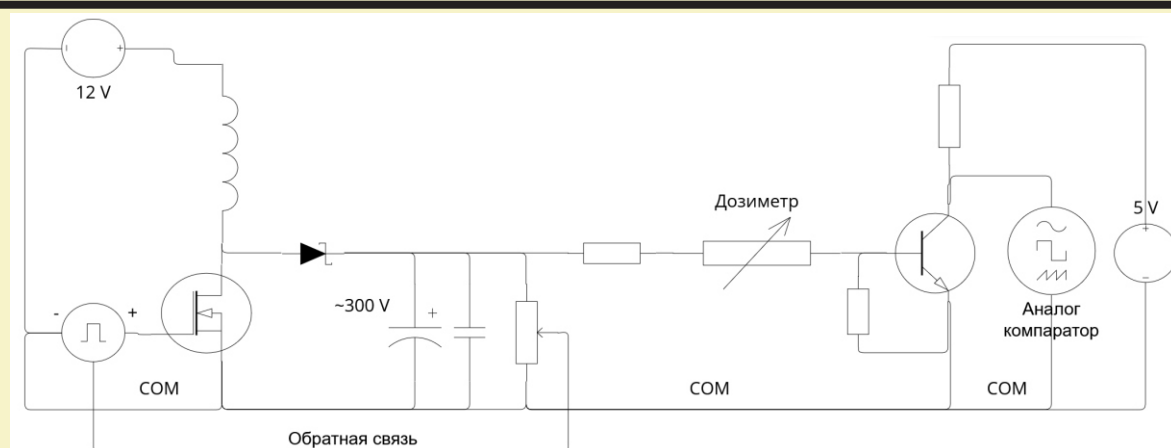 12 V
- +
~300 V
+
COM
Обратная связь
Дозиметр
COM
COM
Аналог
компаратор
5 V